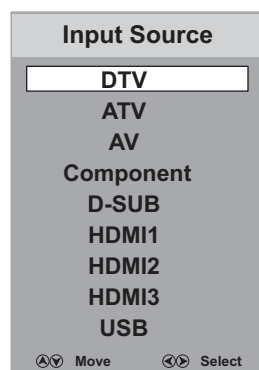 Input Source
DTV
ATV
AV
Component
D-SUB
HDMI1
HDMI2
HDMI3
USB
Move Select